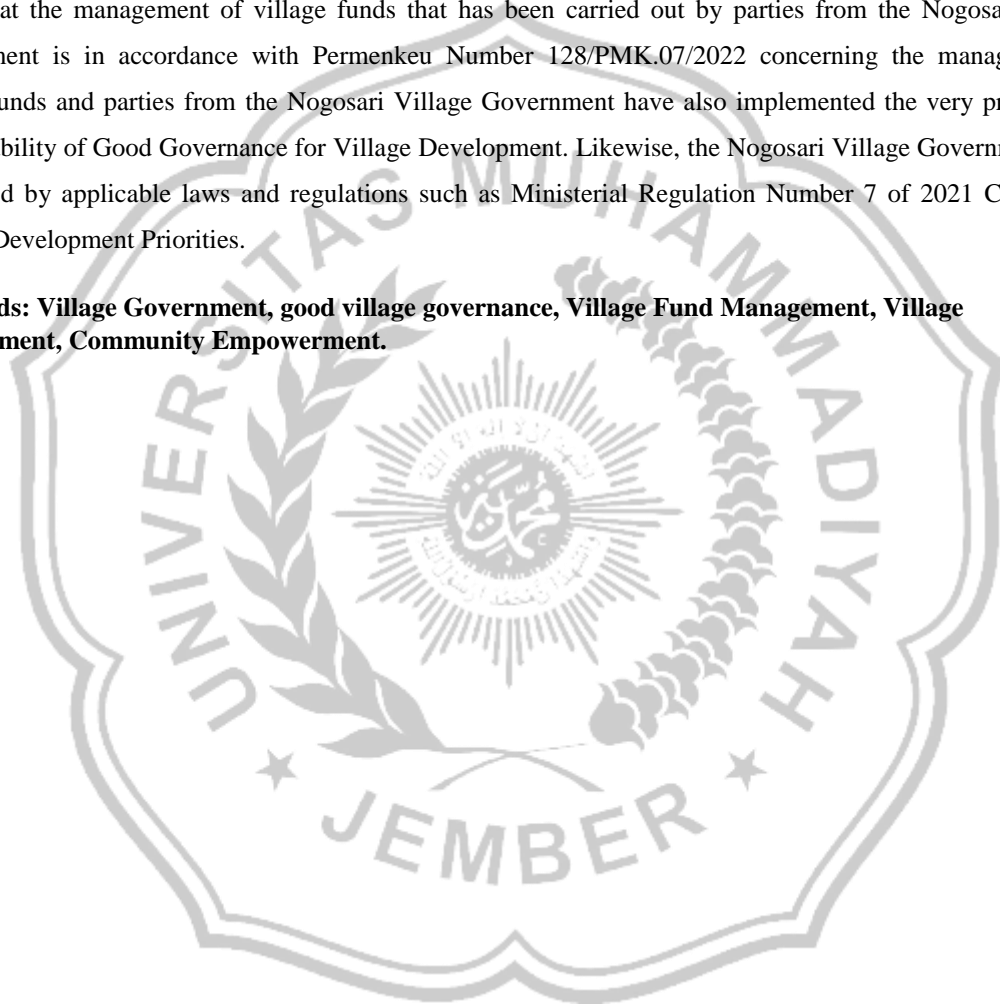 at the management of village funds that has been carried out by parties from the Nogosa
ment is in accordance with Permenkeu Number 128/PMK.07/2022 concerning the manag
unds and parties from the Nogosari Village Government have also implemented the very pr
bility of Good Governance for Village Development. Likewise, the Nogosari Village Governm
d by applicable laws and regulations such as Ministerial Regulation Number 7 of 2021 C
Development Priorities.
ds: Village Government, good village governance, Village Fund Management, Village
ment, Community Empowerment.
UNIVERSITAS MUHAMMADIYAH
JEMBER